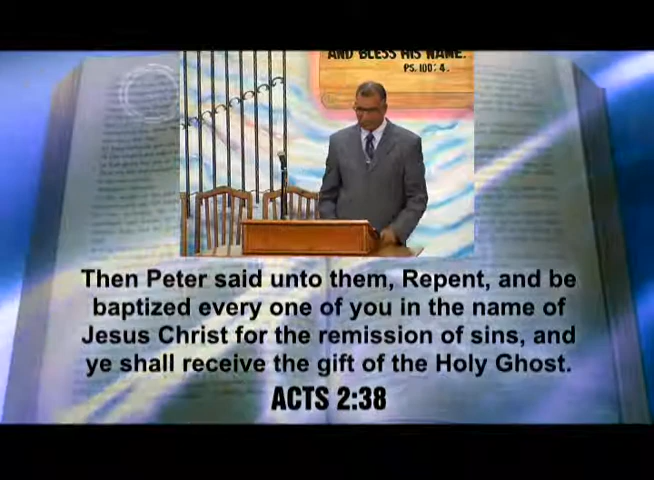 AND BLESS HIS NAME.
PS. 100: 4.
Then Peter said unto them, Repent, and be
baptized every one of you in the name of
Jesus Christ for the remission of sins, and
ye shall receive the gift of the Holy Ghost.
ACTS 2:38